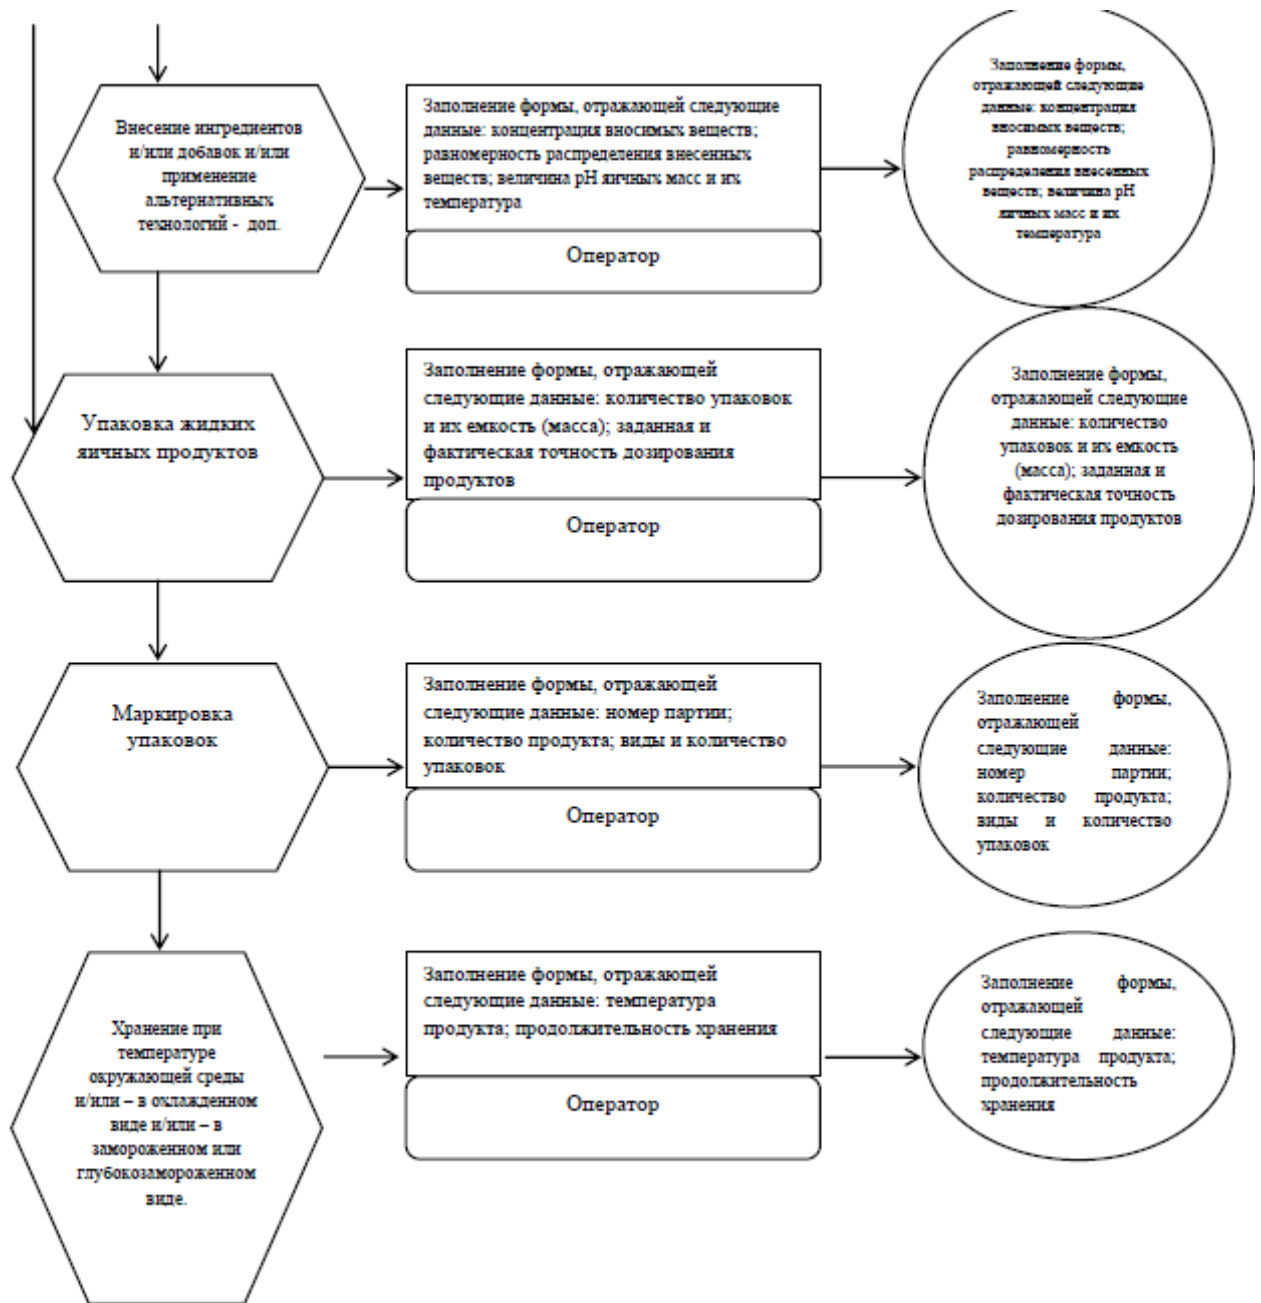 Внесение ингредиентов
и/или добавок и/или
применение
альтернативных
технологий - доп.
Заполнение формы, отражающей следующие
данные: концентрация вносимых веществ;
равномерность распределения внесенных
веществ; величина pH яичных масс и их
температура
Оператор
Заполнение формы,
отражающей следующие
данные: концентрация
вносимых веществ;
равномерность
распределения внесенных
веществ; величина pH
яичных масс и их
температура
Упаковка жидких
яичных продуктов
Заполнение формы, отражающей
следующие данные: количество упаковок
и их емкость (масса); заданная и
фактическая точность дозирования
продуктов
Оператор
Заполнение формы,
отражающей следующие
данные: количество
упаковок и их емкость
(масса); заданная и
фактическая точность
дозирования продуктов
Маркировка
упаковок
Заполнение формы, отражающей
следующие данные: номер партии;
количество продукта; виды и количество
упаковок
Оператор
Заполнение формы,
отражающей
следующие данные:
номер партии;
количество продукта;
виды и количество
упаковок
Хранение при
температуре
окружающей среды
и/или – в охлажденном
виде и/или – в
замороженном или
глубокозамороженном
виде.
Заполнение формы, отражающей
следующие данные: температура
продукта; продолжительность хранения
Оператор
Заполнение формы,
отражающей
следующие данные:
температура продукта;
продолжительность
хранения